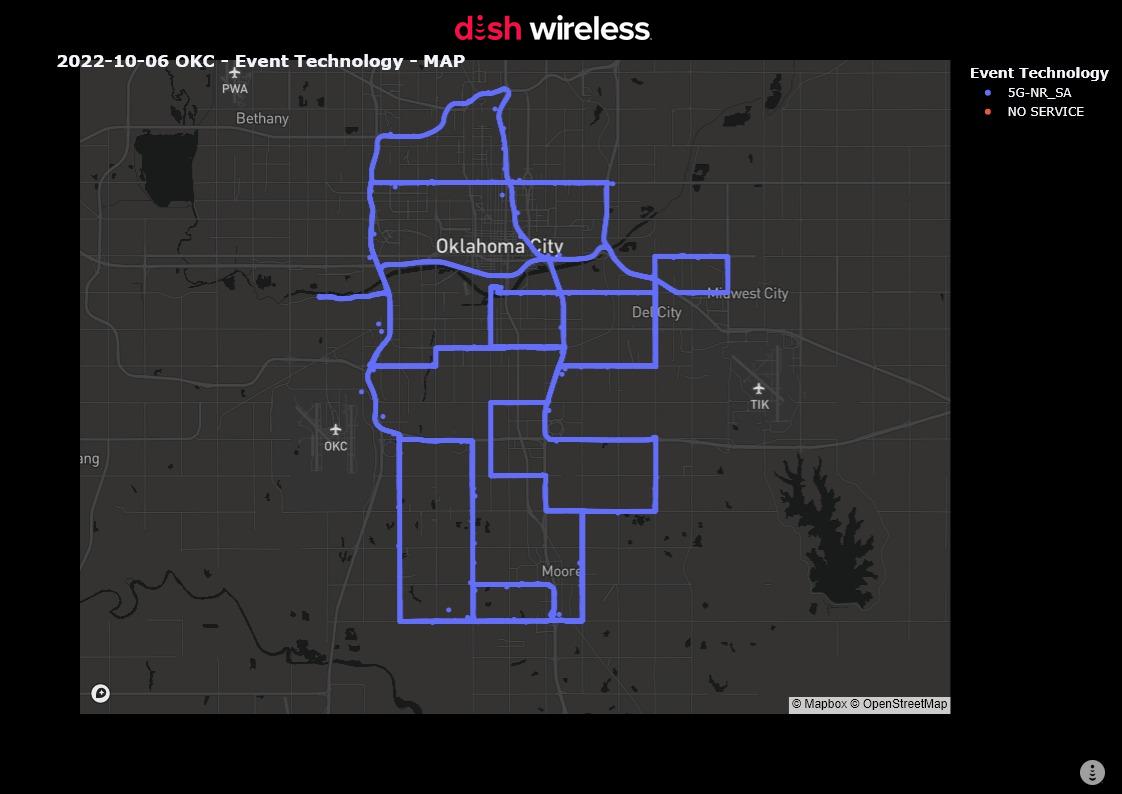 dish wireless
2022-10-06 OKC - Event Technology - MAP
Event Technology
5G-NR_SA
NO SERVICE
PWA
Bethany
Oklahoma City
Midwest City
Del City
TIK
OKC
ang
Moore
© Mapbox © OpenStreetMap